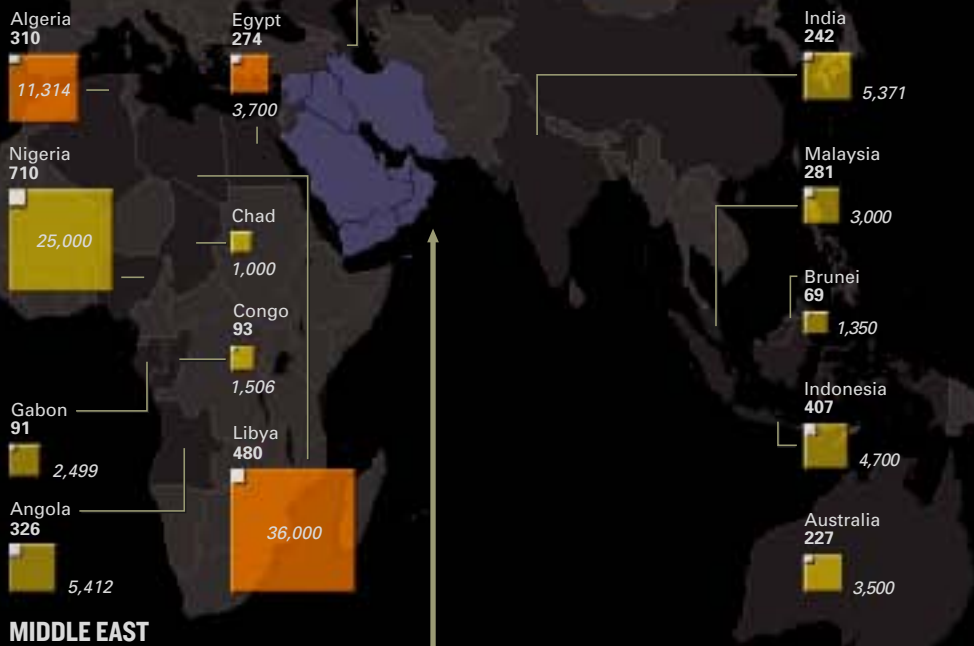 Algeria
310
11,314
Egypt
274
3,700
India
242
5,371
Nigeria
710
25,000
Chad
1,000
Malaysia
281
3,000
Congo
93
1,506
Brunei
69
1,350
Gabon
91
2,499
Libya
480
36,000
Indonesia
407
4,700
Angola
326
5,412
Australia
227
3,500
MIDDLE EAST